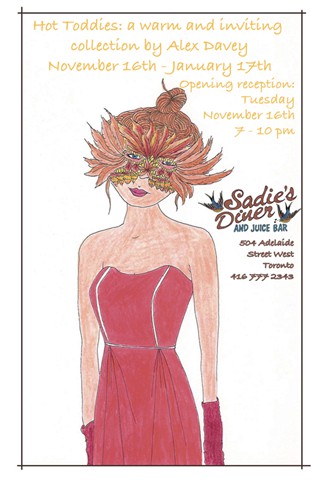 Hot Toddies: a warm and inviting
collection by Alex Davey
November 16th - January 17th
Opening reception:
Tuesday
November 16th
7 - 10 pm
Sadie's
Diner
AND JUICE BAR
504 Adelaide
Street West
Toronto
416 777 2343